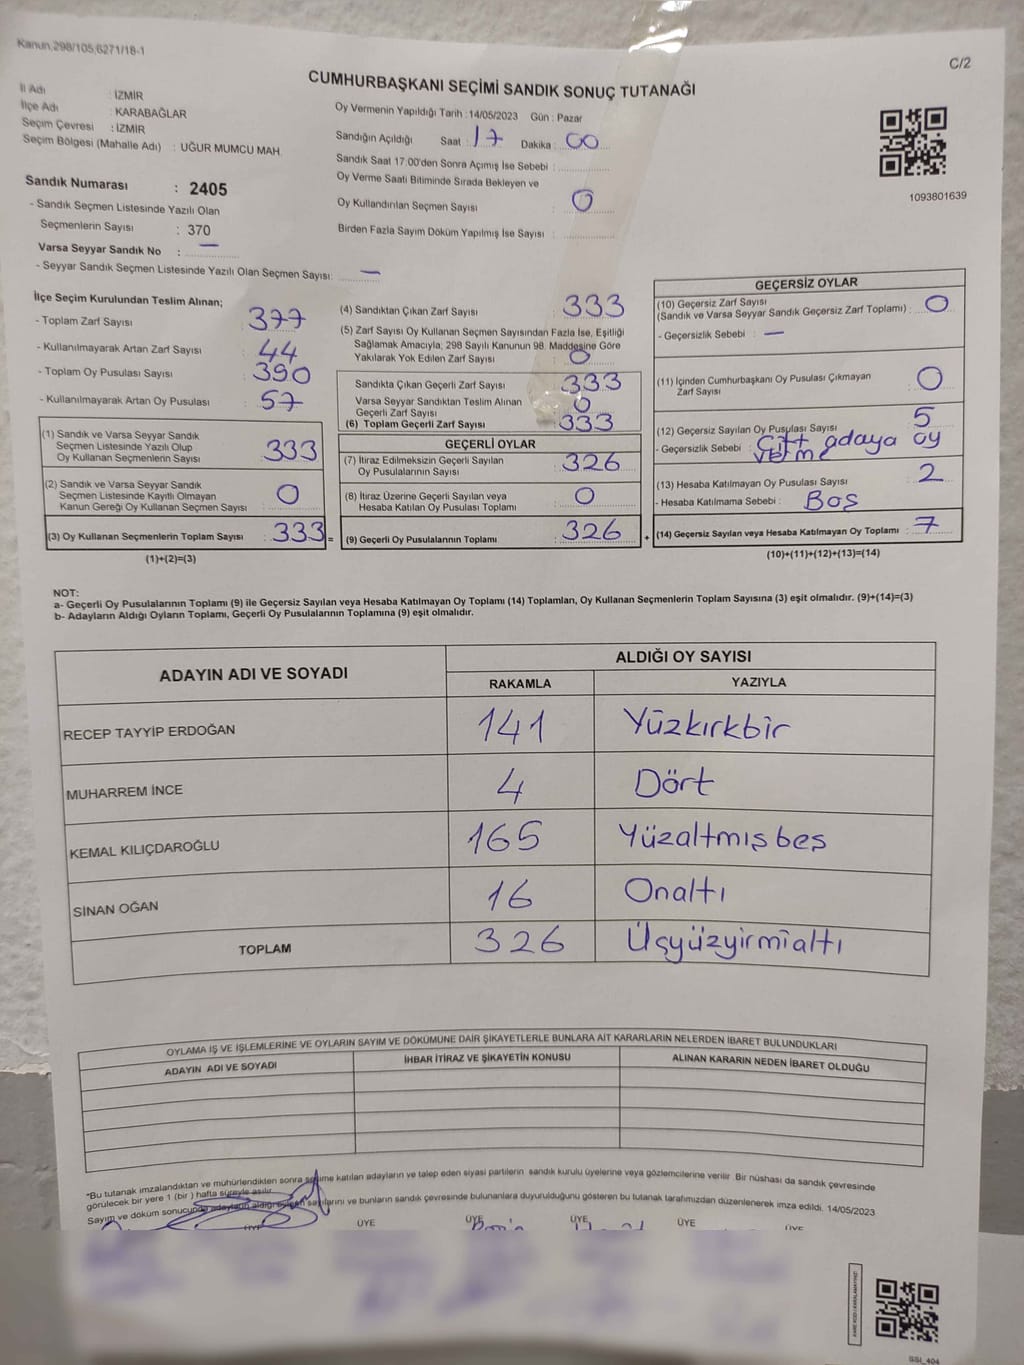 Kanun,298/105,6271/18-1
C/2
CUMHURBAŞKANI SEÇİMİ SANDIK SONUÇ TUTANAĞI
İl Adı : İZMİR
İlçe Adı : KARABAĞLAR
Seçim Çevresi : İZMİR
Seçim Bölgesi (Mahalle Adı) : UĞUR MUMCU MAH.
Sandık Numarası : 2405
- Sandık Seçmen Listesinde Yazılı Olan
Seçmenlerin Sayısı : 370
Varsa Seyyar Sandık No : —
- Seyyar Sandık Seçmen Listesinde Yazılı Olan Seçmen Sayısı: —
Oy Vermenin Yapıldığı Tarih : 14/05/2023 Gün : Pazar
Sandığın Açıldığı Saat : 17 Dakika : 00
Sandık Saat 17:00'den Sonra Açımış İse Sebebi :
Oy Verme Saati Bitiminde Sırada Bekleyen ve
Oy Kullandırılan Seçmen Sayısı : 0
Birden Fazla Sayım Döküm Yapılmış İse Sayısı :
1093801639
İlçe Seçim Kurulundan Teslim Alınan;
- Toplam Zarf Sayısı 377
- Kullanılmayarak Artan Zarf Sayısı 44
- Toplam Oy Pusulası Sayısı 390
- Kullanılmayarak Artan Oy Pusulası : 57
(1) Sandık ve Varsa Seyyar Sandık
Seçmen Listesinde Yazılı Olup
Oy Kullanan Seçmenlerin Sayısı : 333
(2) Sandık ve Varsa Seyyar Sandık
Seçmen Listesinde Kayıtlı Olmayan
Kanun Gereği Oy Kullanan Seçmen Sayısı : 0
(3) Oy Kullanan Seçmenlerin Toplam Sayısı : 333 =
(1)+(2)=(3)
(4) Sandıktan Çıkan Zarf Sayısı : 333
(5) Zarf Sayısı Oy Kullanan Seçmen Sayısından Fazla İse, Eşitliği
Sağlamak Amacıyla, 298 Sayılı Kanunun 98. Maddesine Göre
Yakılarak Yok Edilen Zarf Sayısı : 0
Sandıkta Çıkan Geçerli Zarf Sayısı : 333
Varsa Seyyar Sandıktan Teslim Alınan
Geçerli Zarf Sayısı : 0
(6) Toplam Geçerli Zarf Sayısı : 333
GEÇERLİ OYLAR
(7) İtiraz Edilmeksizin Geçerli Sayılan
Oy Pusulalarının Sayısı : 326
(8) İtiraz Üzerine Geçerli Sayılan veya
Hesaba Katılan Oy Pusulası Toplamı : 0
(9) Geçerli Oy Pusulalarının Toplamı : 326 +
GEÇERSİZ OYLAR
(10) Geçersiz Zarf Sayısı
(Sandık ve Varsa Seyyar Sandık Geçersiz Zarf Toplamı) : 0
- Geçersizlik Sebebi : —
(11) İçinden Cumhurbaşkanı Oy Pusulası Çıkmayan
Zarf Sayısı : 0
(12) Geçersiz Sayılan Oy Pusulası Sayısı : 5
- Geçersizlik Sebebi : Çift adaya oy
verme
(13) Hesaba Katılmayan Oy Pusulası Sayısı : 2
- Hesaba Katılmama Sebebi : Boş
(14) Geçersiz Sayılan veya Hesaba Katılmayan Oy Toplamı : 7
(10)+(11)+(12)+(13)=(14)
NOT:
a- Geçerli Oy Pusulalarının Toplamı (9) ile Geçersiz Sayılan veya Hesaba Katılmayan Oy Toplamı (14) Toplamları, Oy Kullanan Seçmenlerin Toplam Sayısına (3) eşit olmalıdır. (9)+(14)=(3)
b- Adayların Aldığı Oyların Toplamı, Geçerli Oy Pusulalarının Toplamına (9) eşit olmalıdır.
ADAYIN ADI VE SOYADI
ALDIĞI OY SAYISI
RAKAMLA YAZIYLA
RECEP TAYYİP ERDOĞAN 141 Yüzkırkbir
MUHARREM İNCE 4 Dört
KEMAL KILIÇDAROĞLU 165 Yüzaltmışbeş
SİNAN OĞAN 16 Onaltı
TOPLAM 326 Üçyüzyirmialtı
OYLAMA İŞ VE İŞLEMLERİNE VE OYLARIN SAYIM VE DÖKÜMÜNE DAİR ŞİKAYETLERLE BUNLARA AİT KARARLARIN NELERDEN İBARET BULUNDUKLARI
ADAYIN ADI VE SOYADI İHBAR İTİRAZ VE ŞİKAYETİN KONUSU ALINAN KARARIN NEDEN İBARET OLDUĞU
*Bu tutanak imzalandıktan ve mühürlendikten sonra seçime katılan adayların ve talep eden siyasi partilerin sandık kurulu üyelerine veya gözlemcilerine verilir. Bir nüshası da sandık çevresinde
görülecek bir yere 1 (bir) hafta süreyle asılır.
Sayım ve döküm sonucunda adayların aldığı oyların sayılarını ve bunların sandık çevresinde bulunanlara duyurulduğunu gösteren bu tutanak tarafımızdan düzenlenerek imza edildi. 14/05/2023
ÜYE ÜYE ÜYE ÜYE ÜYE ÜYE